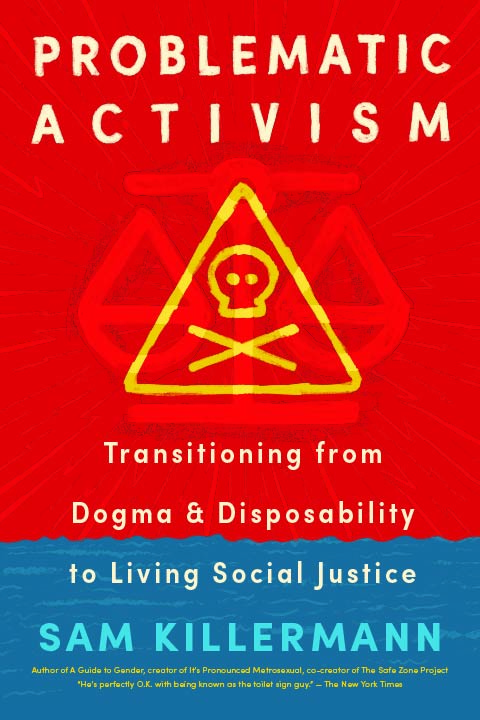 PROBLEMATIC
ACTIVISM
Transitioning from
Dogma & Disposability
to Living Social Justice
SAM KILLERMANN
Author of A Guide to Gender, creator of It's Pronounced Metrosexual, co-creator of The Safe Zone Project
"He's perfectly O.K. with being known as the toilet sign guy." — The New York Times